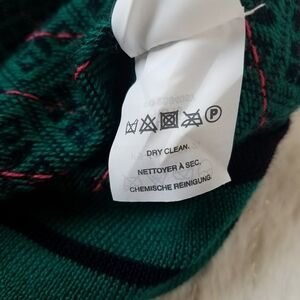 P
DRY CLEAN.
NETTOYER À SEC.
CHEMISCHE REINIGUNG.